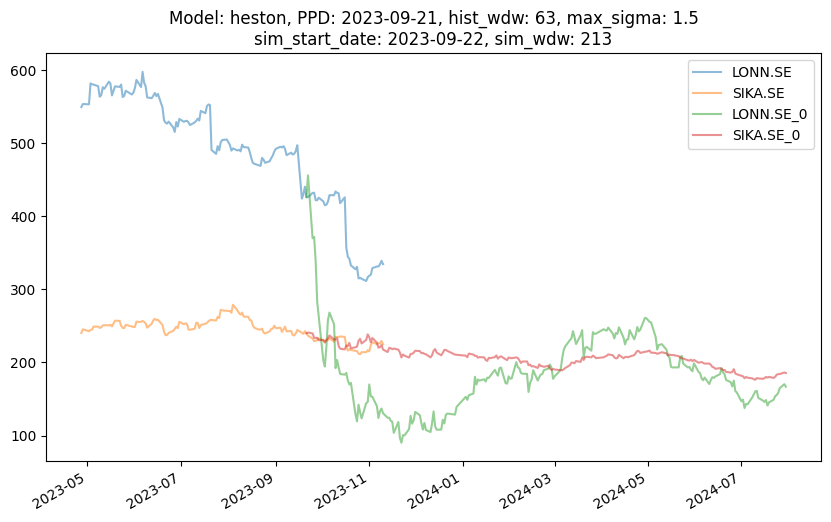 Model: heston, PPD: 2023-09-21, hist_wdw: 63, max_sigma: 1.5
sim_start_date: 2023-09-22, sim_wdw: 213
LONN.SE
SIKA.SE
LONN.SE_0
SIKA.SE_0
600
500
400
300
200
100
2023-05
2023-07
2023-09
2023-11
2024-01
2024-03
2024-05
2024-07